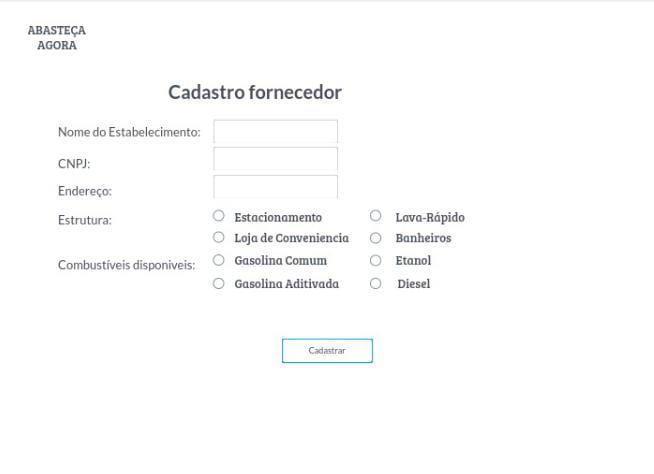 ABASTEÇA
AGORA
Cadastro fornecedor
Nome do Estabelecimento:
CNPJ:
Endereço:
Estrutura: Estacionamento Lava-Rápido
Loja de Conveniencia Banheiros
Combustíveis disponiveis: Gasolina Comum Etanol
Gasolina Aditivada Diesel
Cadastrar